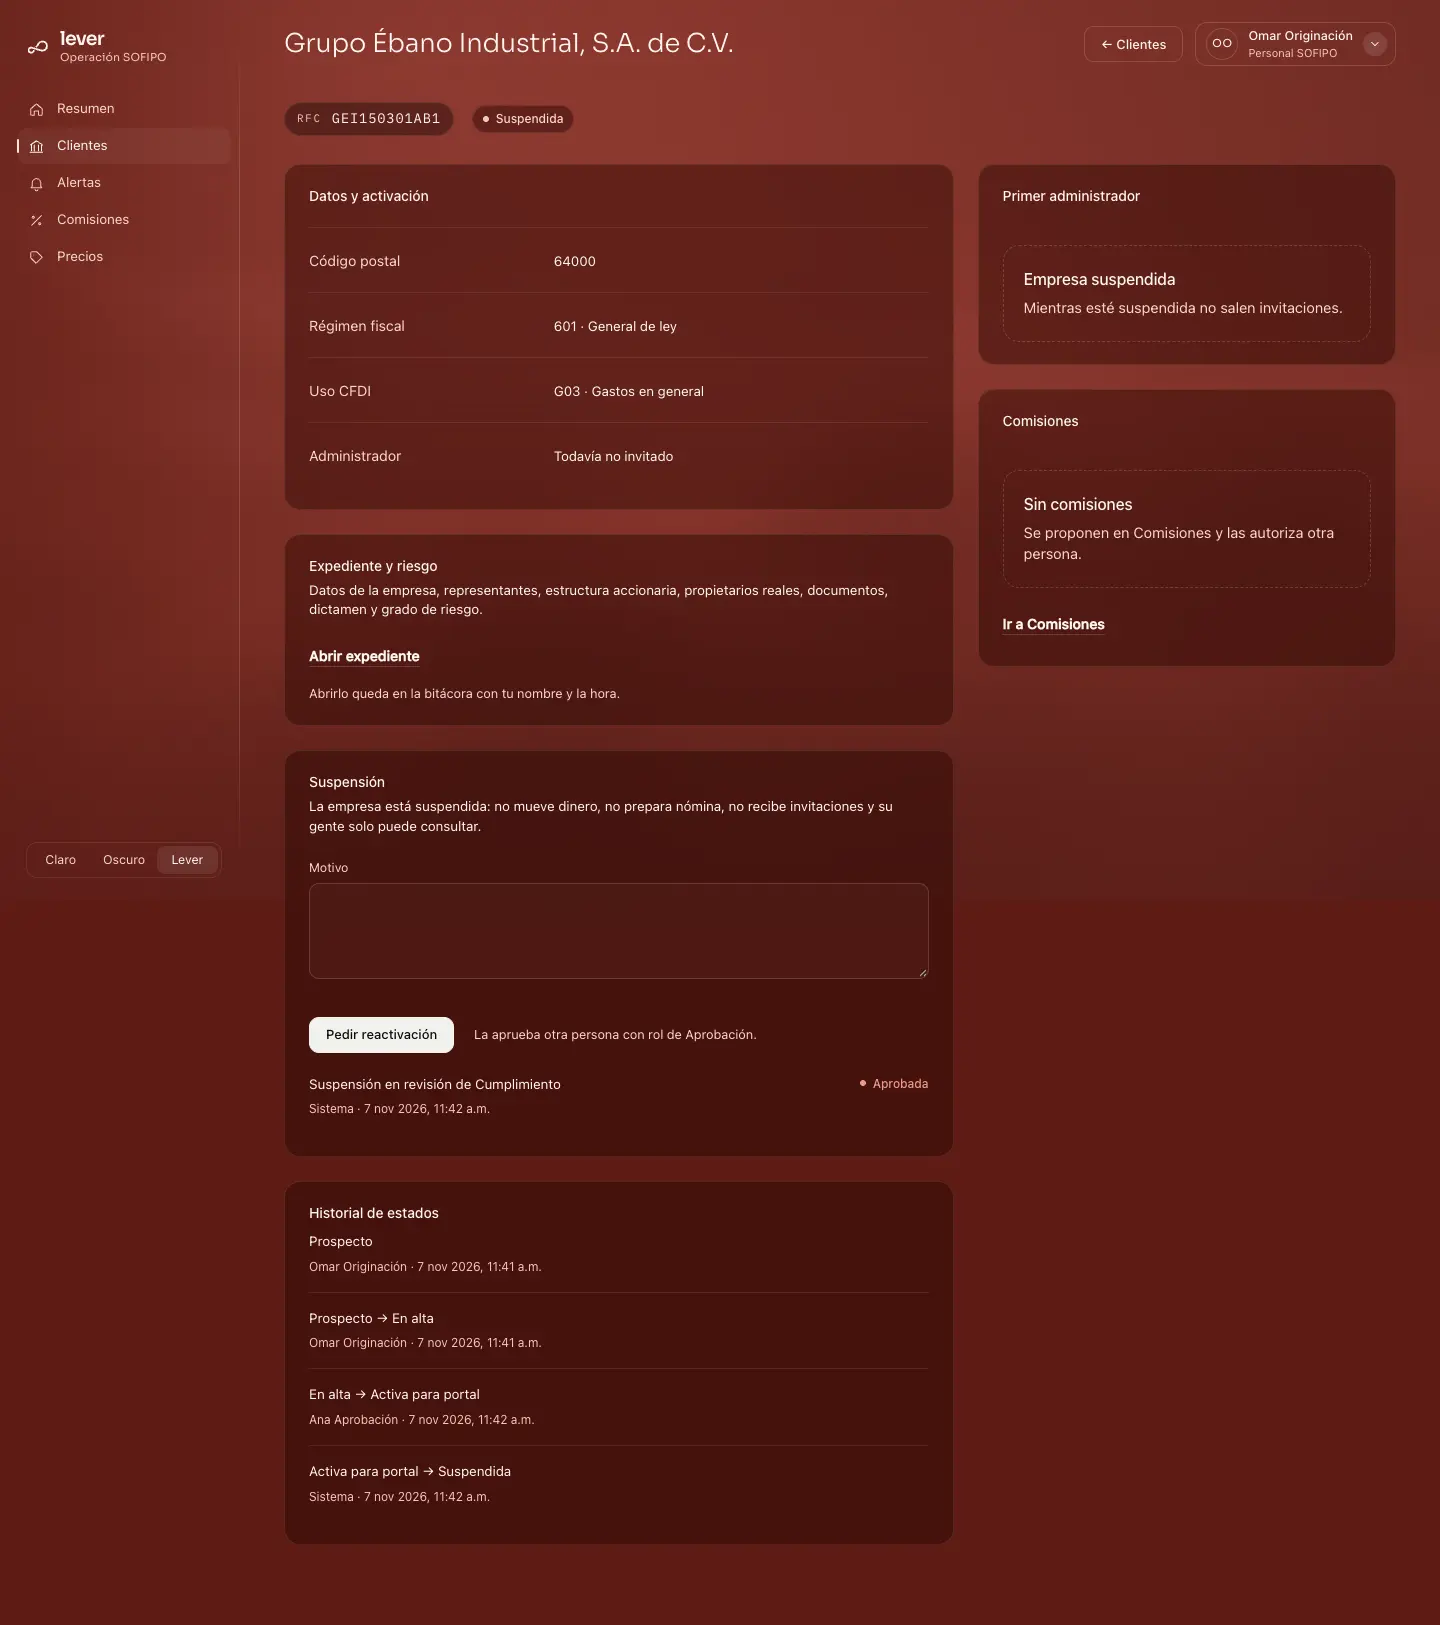 lever
Operación SOFIPO
Resumen
Clientes
Alertas
Comisiones
Precios
Claro
Oscuro
Lever
Grupo Ébano Industrial, S.A. de C.V.
← Clientes
OO
Omar Originación
Personal SOFIPO
RFC GEI150301AB1
Suspendida
Datos y activación
Código postal
64000
Régimen fiscal
601 · General de ley
Uso CFDI
G03 · Gastos en general
Administrador
Todavía no invitado
Expediente y riesgo
Datos de la empresa, representantes, estructura accionaria, propietarios reales, documentos,
dictamen y grado de riesgo.
Abrir expediente
Abrirlo queda en la bitácora con tu nombre y la hora.
Suspensión
La empresa está suspendida: no mueve dinero, no prepara nómina, no recibe invitaciones y su
gente solo puede consultar.
Motivo
Pedir reactivación
La aprueba otra persona con rol de Aprobación.
Suspensión en revisión de Cumplimiento
Aprobada
Sistema · 7 nov 2026, 11:42 a.m.
Historial de estados
Prospecto
Omar Originación · 7 nov 2026, 11:41 a.m.
Prospecto → En alta
Omar Originación · 7 nov 2026, 11:41 a.m.
En alta → Activa para portal
Ana Aprobación · 7 nov 2026, 11:42 a.m.
Activa para portal → Suspendida
Sistema · 7 nov 2026, 11:42 a.m.
Primer administrador
Empresa suspendida
Mientras esté suspendida no salen invitaciones.
Comisiones
Sin comisiones
Se proponen en Comisiones y las autoriza otra
persona.
Ir a Comisiones